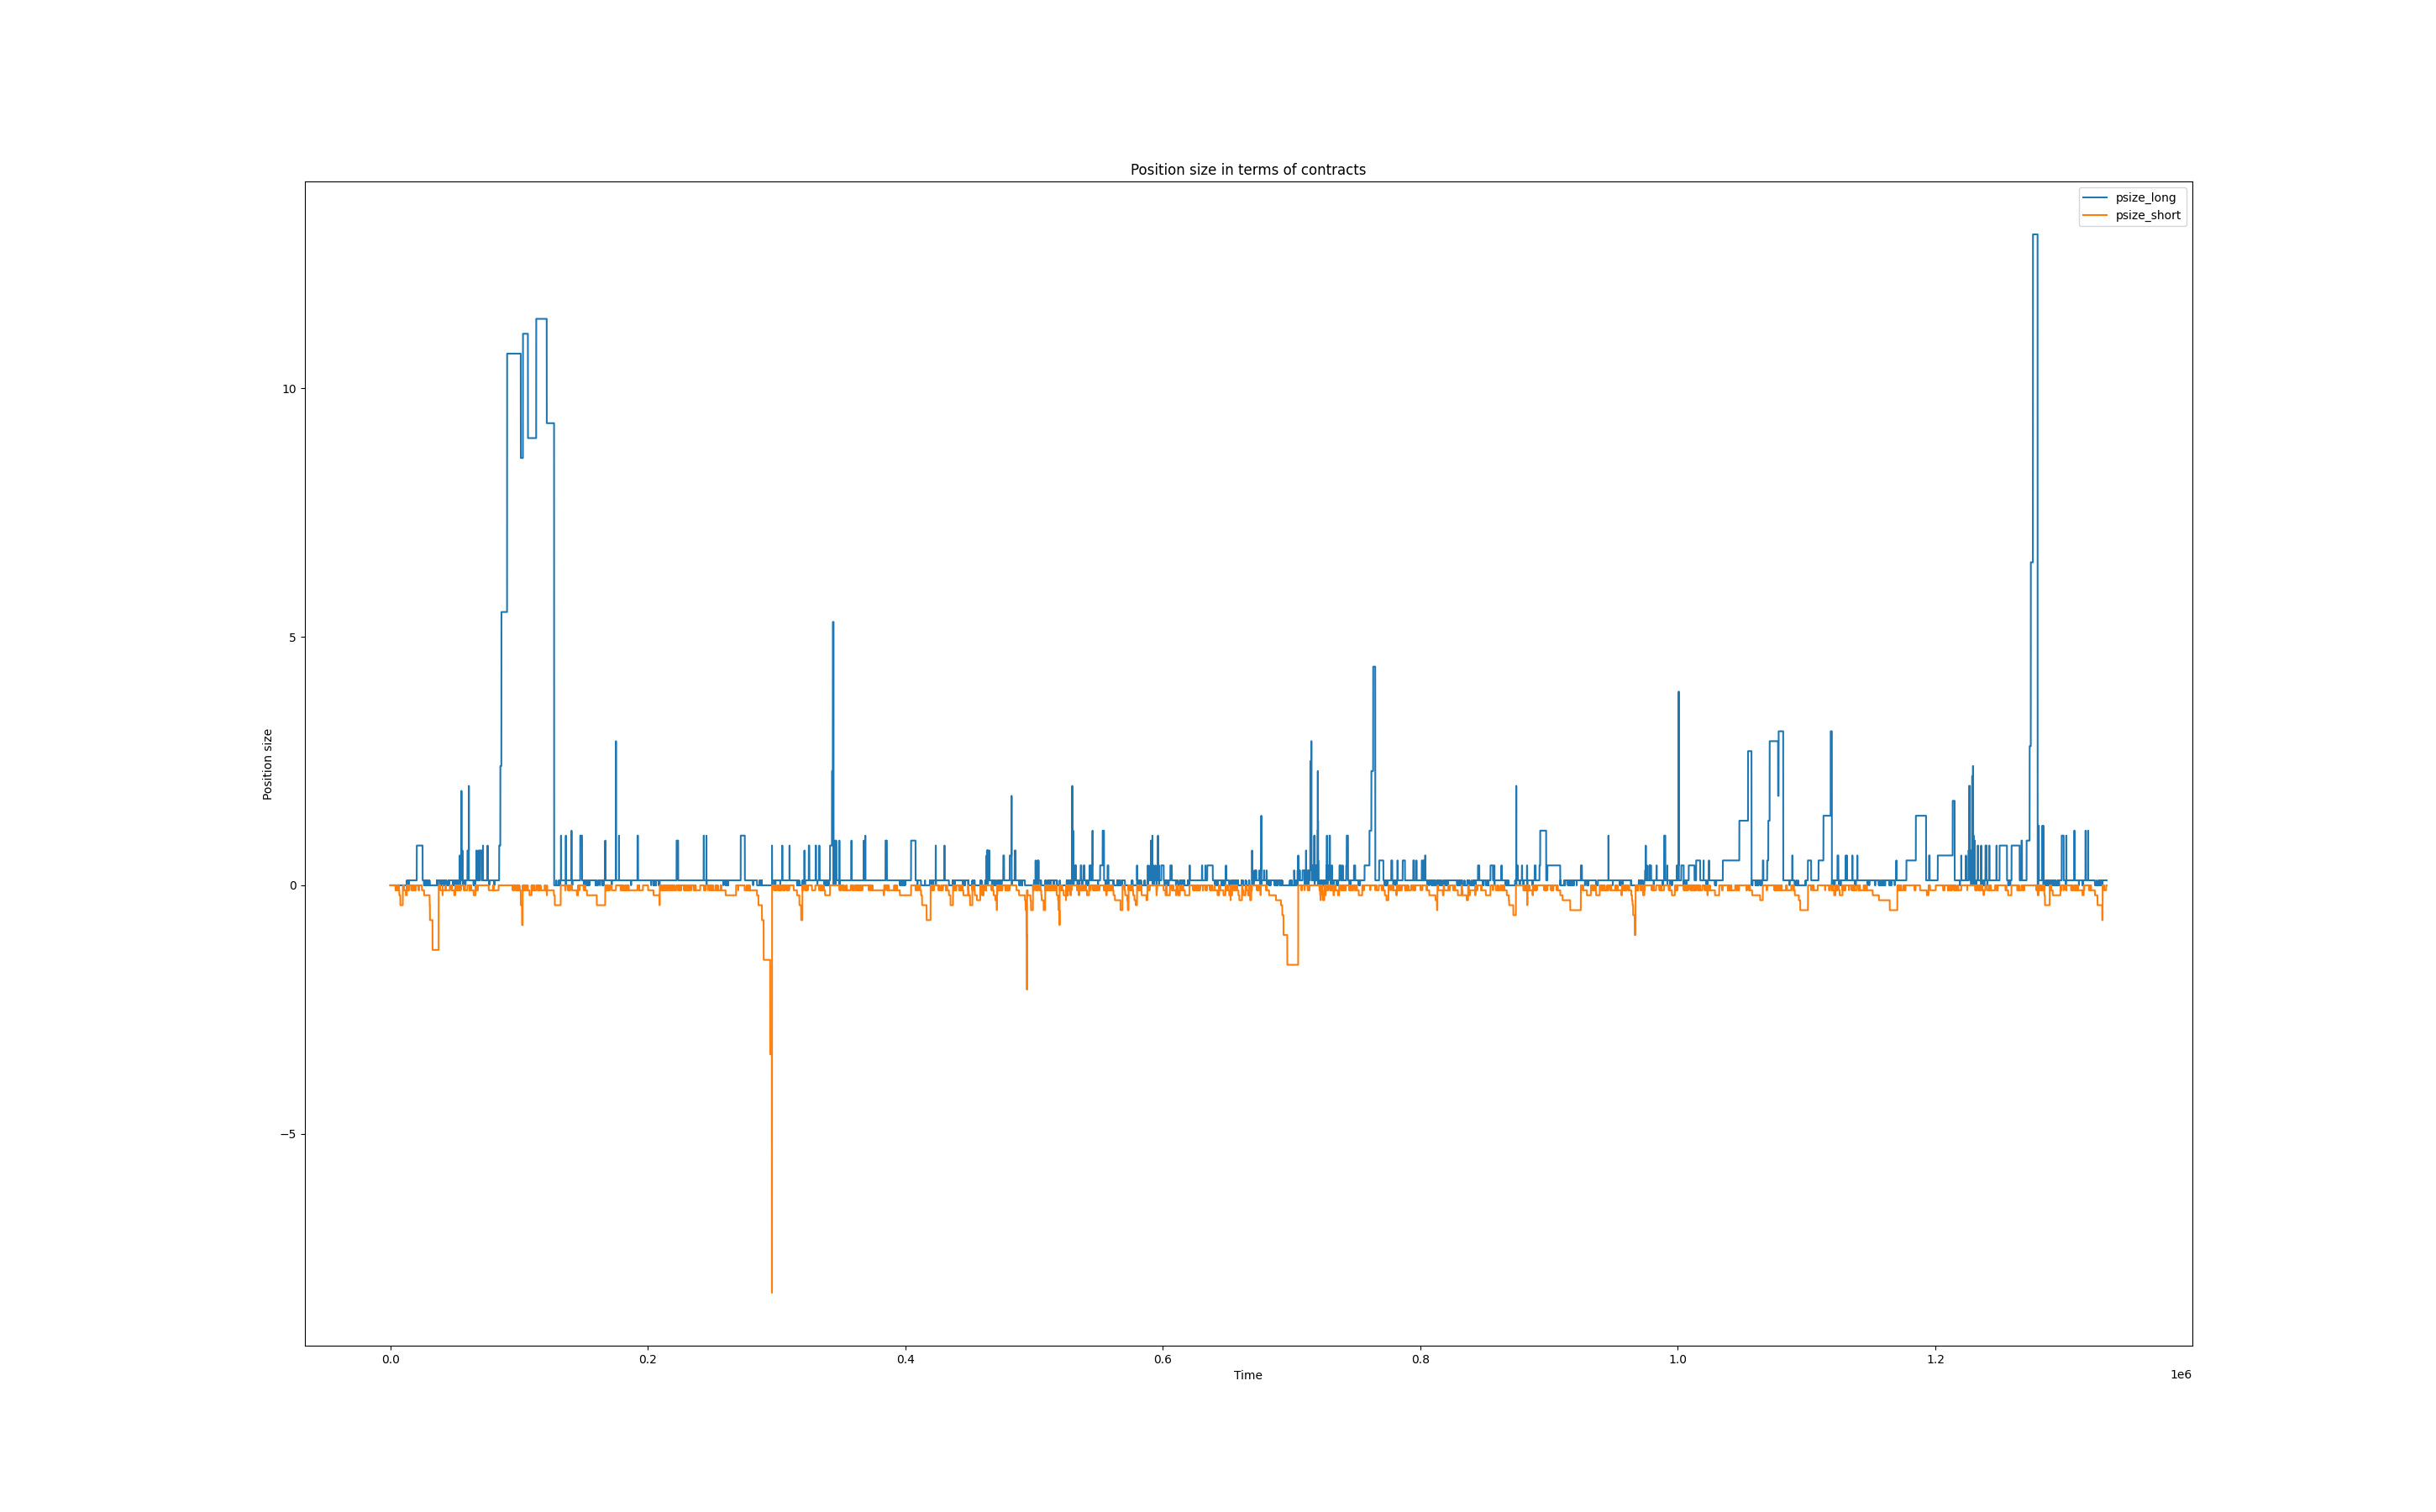 Position size in terms of contracts
psize_long
psize_short
Position size
10
5
0
−5
0.0
0.2
0.4
0.6
0.8
1.0
1.2
Time
1e6